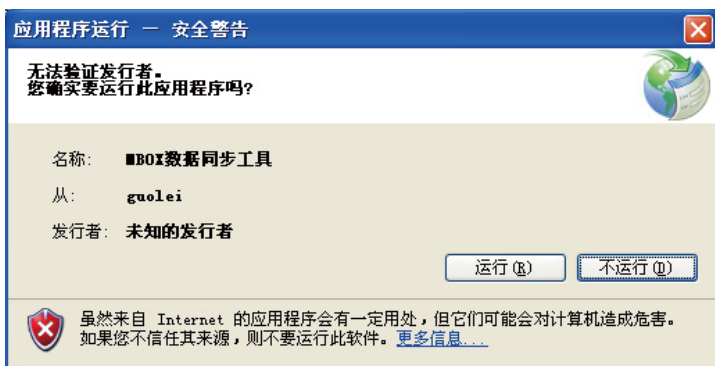 应用程序运行 － 安全警告
无法验证发行者。
您确实要运行此应用程序吗?
名称: MBOX数据同步工具
从: guolei
发行者: 未知的发行者
运行(R) 不运行(D)
虽然来自 Internet 的应用程序会有一定用处，但它们可能会对计算机造成危害。
如果您不信任其来源，则不要运行此软件。更多信息...